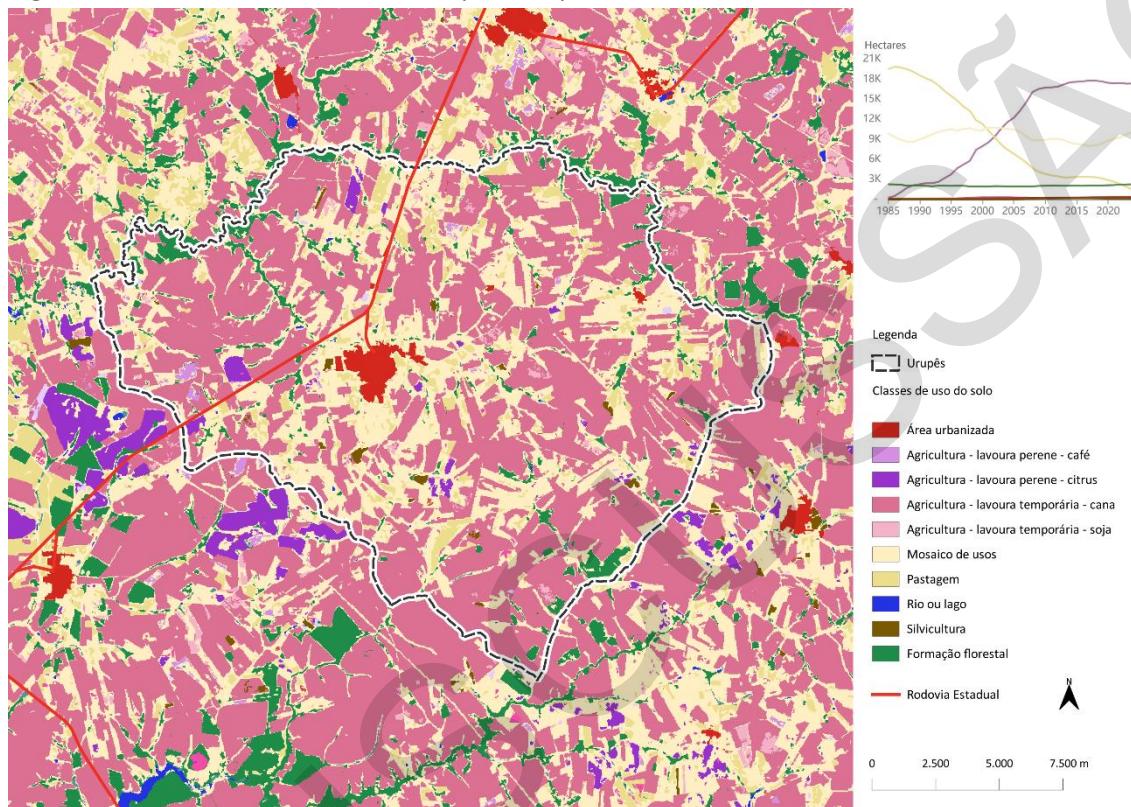 Hectares
21K
18K
15K
12K
9K
6K
3K
-
1985 1990 1995 2000 2005 2010 2015 2020
Legenda
Urupês
Classes de uso do solo
Área urbanizada
Agricultura - lavoura perene - café
Agricultura - lavoura perene - citrus
Agricultura - lavoura temporária - cana
Agricultura - lavoura temporária - soja
Mosaico de usos
Pastagem
Rio ou lago
Silvicultura
Formação florestal
Rodovia Estadual
N
0 2.500 5.000 7.500 m